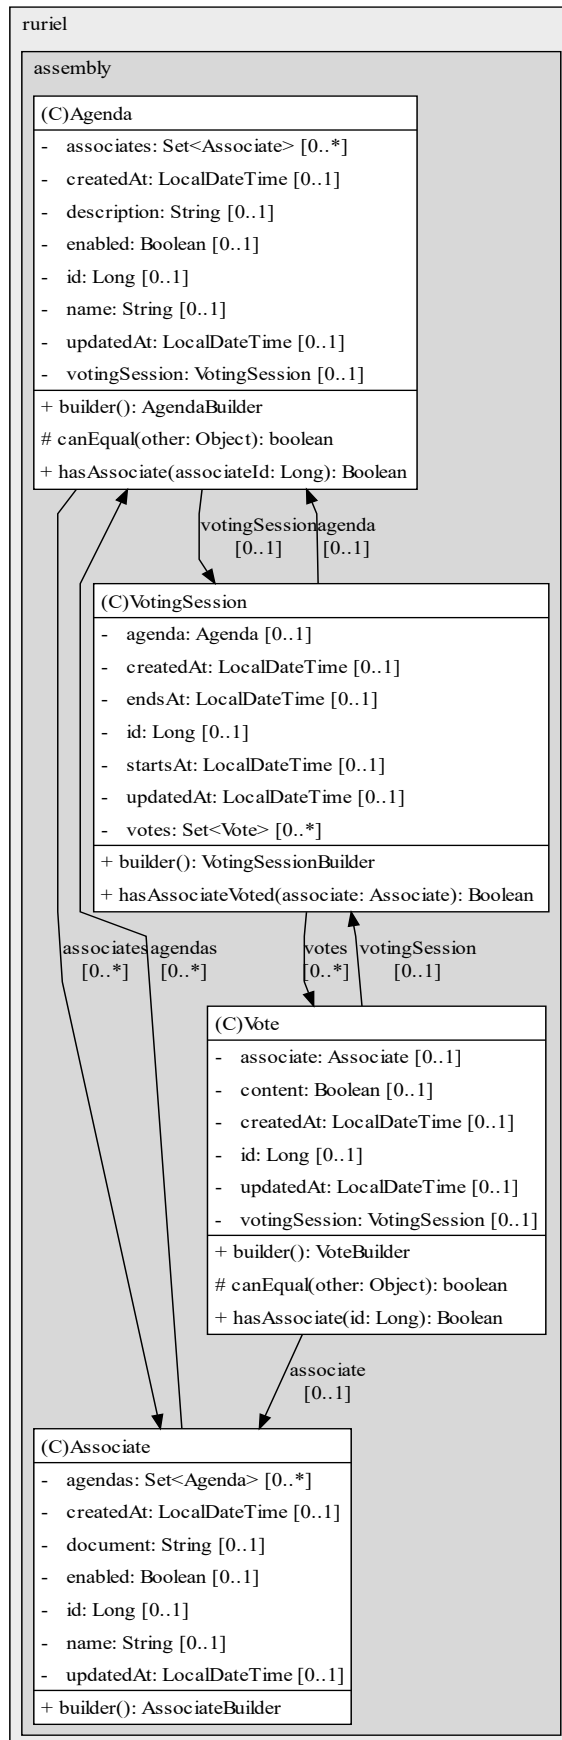 ruriel
assembly
(C)Agenda
- associates: Set<Associate> [0..*]
- createdAt: LocalDateTime [0..1]
- description: String [0..1]
- enabled: Boolean [0..1]
- id: Long [0..1]
- name: String [0..1]
- updatedAt: LocalDateTime [0..1]
- votingSession: VotingSession [0..1]
+ builder(): AgendaBuilder
# canEqual(other: Object): boolean
+ hasAssociate(associateId: Long): Boolean
votingSession
[0..1]
agenda
[0..1]
(C)VotingSession
- agenda: Agenda [0..1]
- createdAt: LocalDateTime [0..1]
- endsAt: LocalDateTime [0..1]
- id: Long [0..1]
- startsAt: LocalDateTime [0..1]
- updatedAt: LocalDateTime [0..1]
- votes: Set<Vote> [0..*]
+ builder(): VotingSessionBuilder
+ hasAssociateVoted(associate: Associate): Boolean
associates
[0..*]
agendas
[0..*]
votes
[0..*]
votingSession
[0..1]
(C)Vote
- associate: Associate [0..1]
- content: Boolean [0..1]
- createdAt: LocalDateTime [0..1]
- id: Long [0..1]
- updatedAt: LocalDateTime [0..1]
- votingSession: VotingSession [0..1]
+ builder(): VoteBuilder
# canEqual(other: Object): boolean
+ hasAssociate(id: Long): Boolean
associate
[0..1]
(C)Associate
- agendas: Set<Agenda> [0..*]
- createdAt: LocalDateTime [0..1]
- document: String [0..1]
- enabled: Boolean [0..1]
- id: Long [0..1]
- name: String [0..1]
- updatedAt: LocalDateTime [0..1]
+ builder(): AssociateBuilder